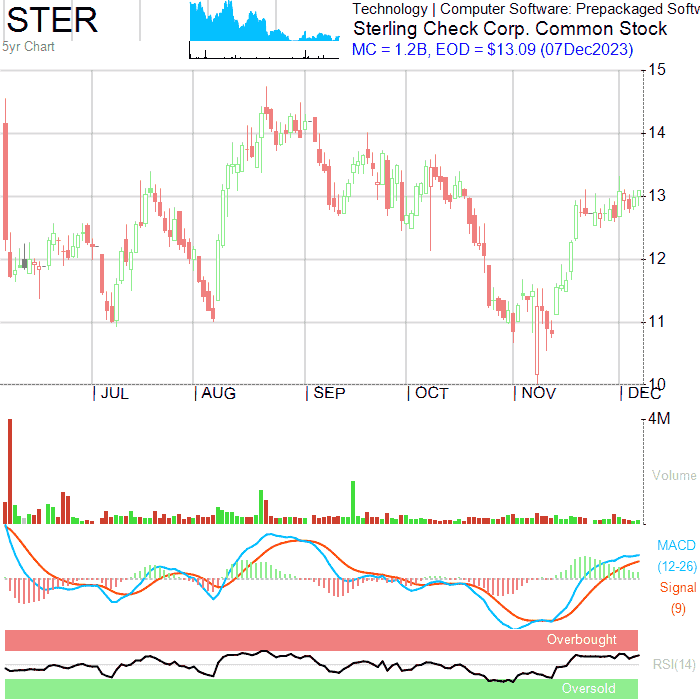 STER
5yr Chart
Technology | Computer Software: Prepackaged Softw
Sterling Check Corp. Common Stock
MC = 1.2B, EOD = $13.09 (07Dec2023)
15
14
13
12
11
10
JUL AUG SEP OCT NOV DEC
4M
Volume
MACD
(12-26)
Signal
(9)
Overbought
RSI(14)
Oversold